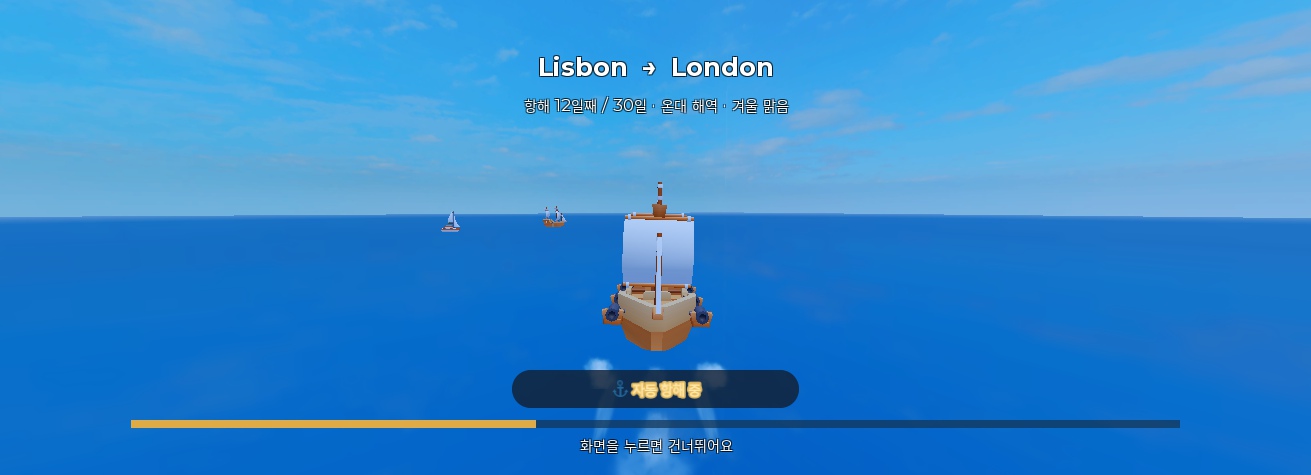 Lisbon → London
항해 12일째 / 30일 · 온대 해역 · 겨울 맑음
⚓ 자동 항해 중
화면을 누르면 건너뛰어요